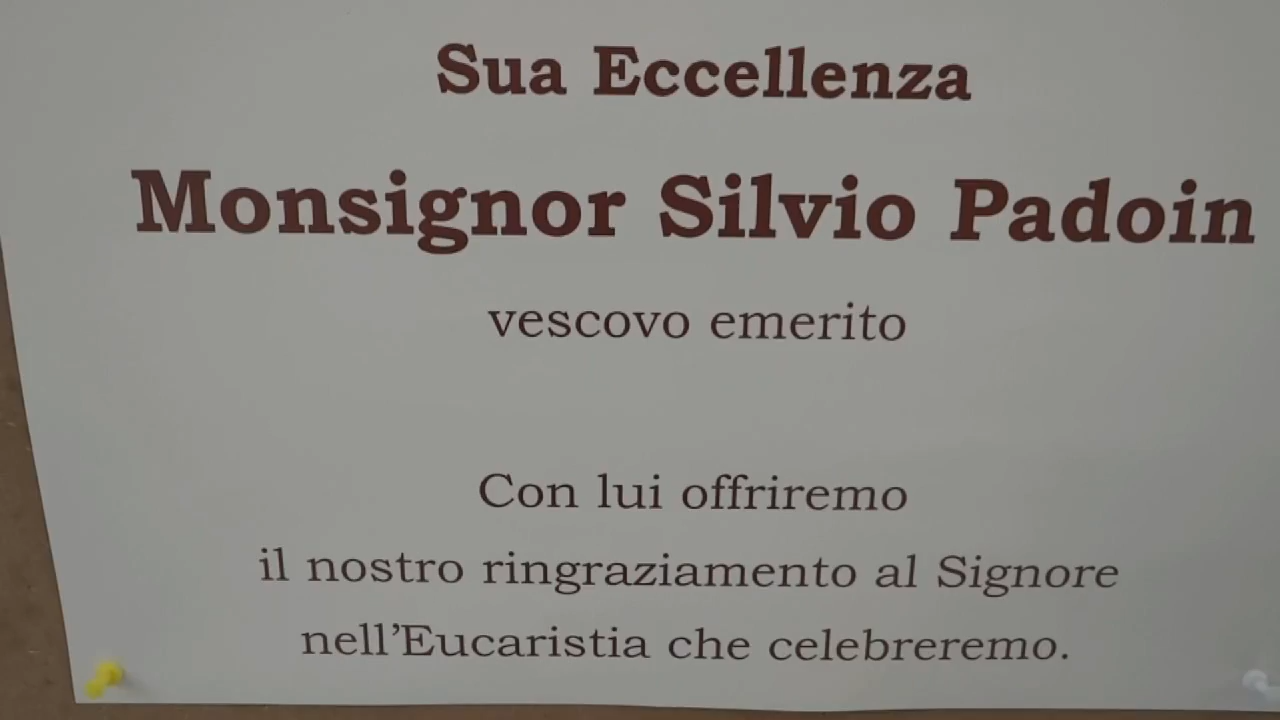 Sua Eccellenza
Monsignor Silvio Padoin
vescovo emerito
Con lui offriremo
il nostro ringraziamento al Signore
nell’Eucaristia che celebreremo.